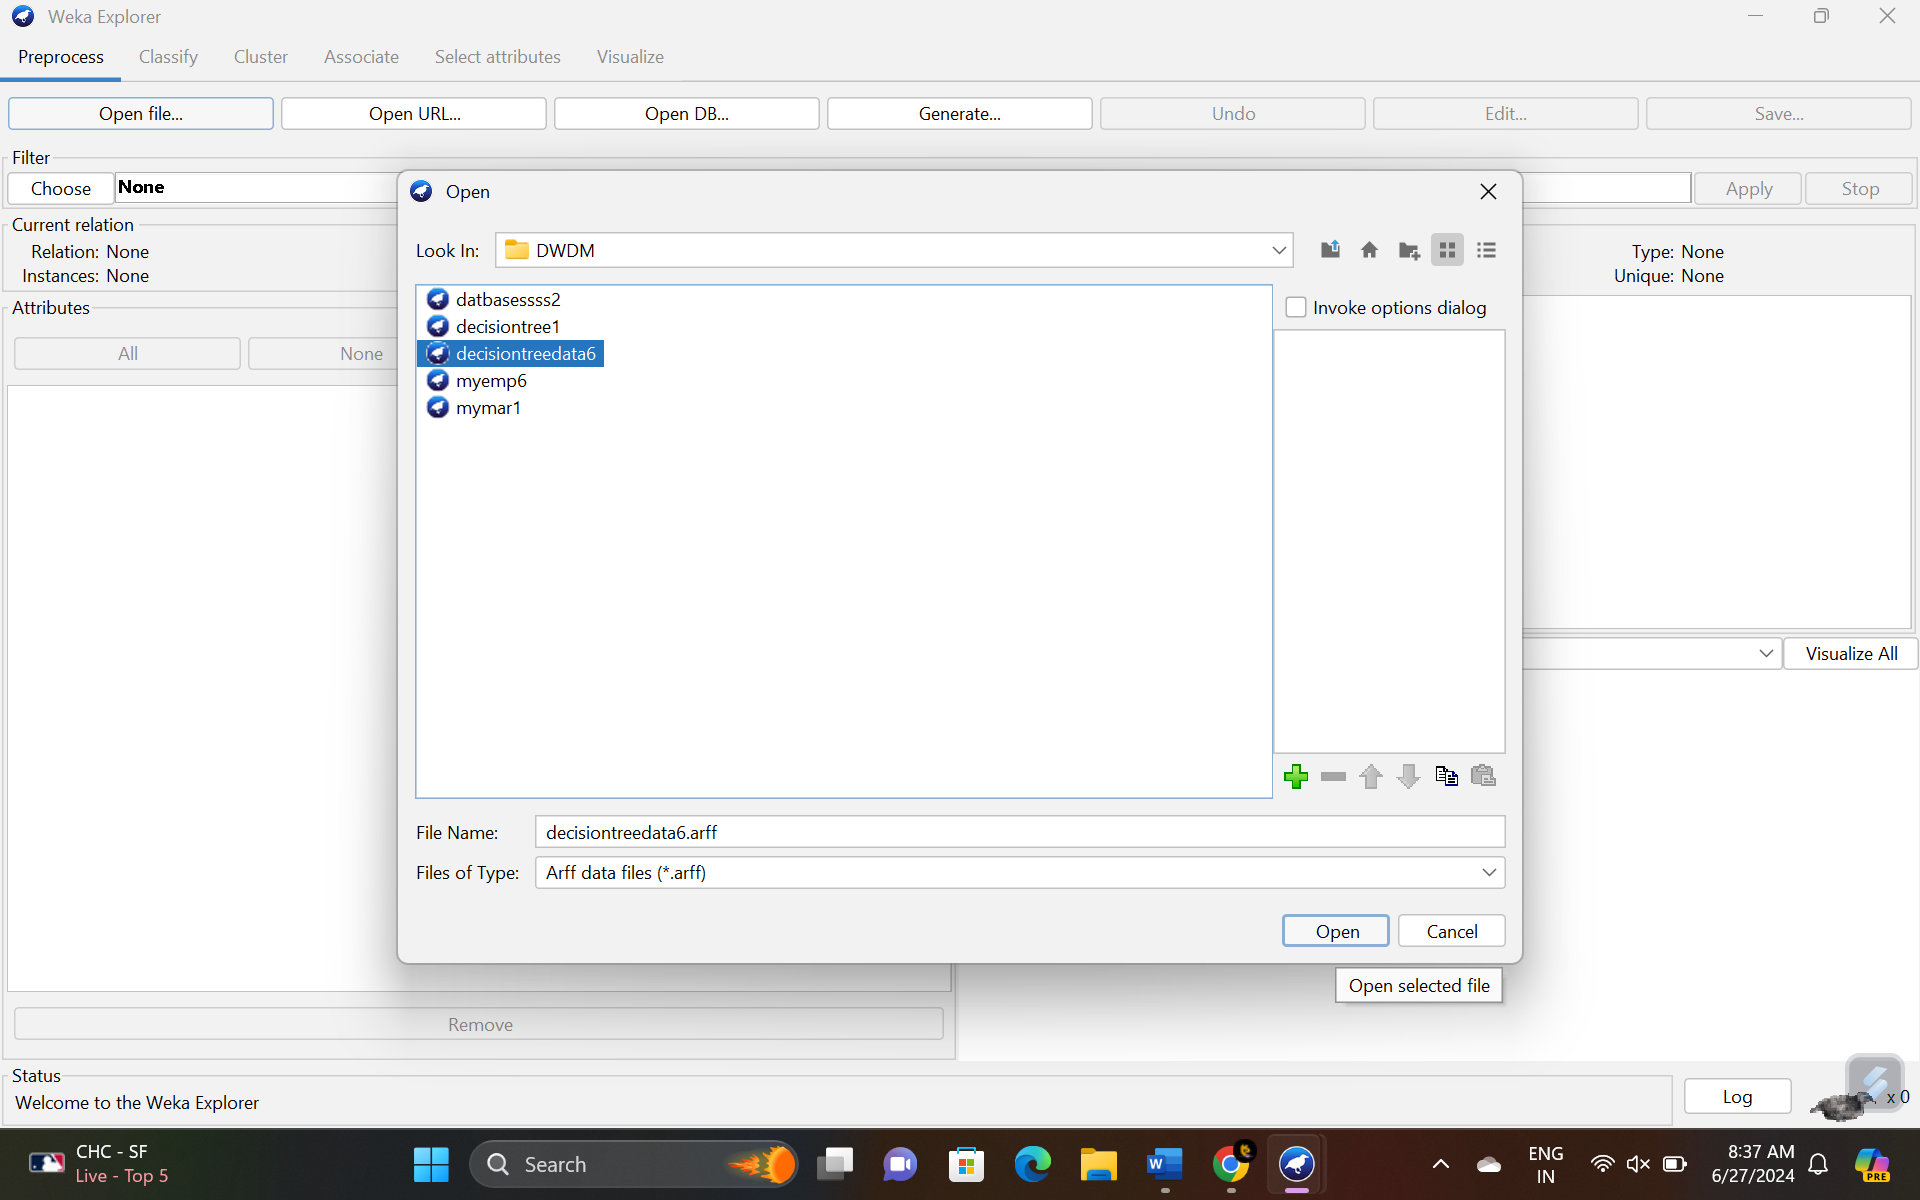 Weka Explorer
Preprocess Classify Cluster Associate Select attributes Visualize
Open file... Open URL... Open DB... Generate... Undo Edit... Save...
Filter
Choose None Apply Stop
Open
Current relation
Relation: None
Instances: None
Type: None
Unique: None
Attributes
All None
Look In: DWDM
datbasessss2
decisiontree1
decisiontreedata6
myemp6
mymar1
Invoke options dialog
Visualize All
File Name: decisiontreedata6.arff
Files of Type: Arff data files (*.arff)
Open Cancel
Open selected file
Remove
Status
Welcome to the Weka Explorer
Log x 0
CHC - SF
Live - Top 5
Search
ENG
IN
8:37 AM
6/27/2024
PRE